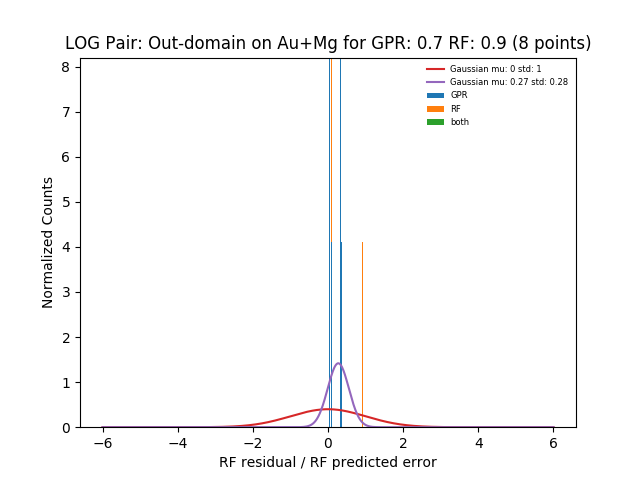 LOG Pair: Out-domain on Au+Mg for GPR: 0.7 RF: 0.9 (8 points)
Gaussian mu: 0 std: 1
Gaussian mu: 0.27 std: 0.28
GPR
RF
both
8
7
6
5
4
3
2
1
0
Normalized Counts
−6
−4
−2
0
2
4
6
RF residual / RF predicted error